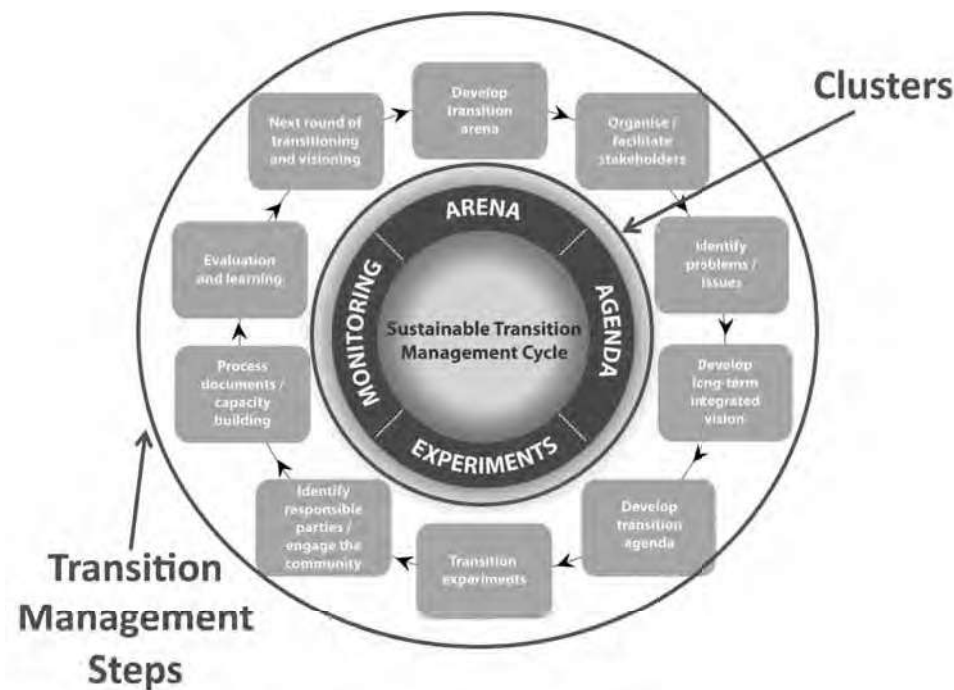 Clusters
Develop
transition
arena
Organise /
facilitate
stakeholders
Identify
problems /
issues
Develop
long-term
integrated
vision
Develop
transition
agenda
Transition
experiments
Identify
responsible
parties /
engage the
community
Process
documents /
capacity
building
Evaluation
and learning
Next round of
transitioning
and visioning
ARENA
AGENDA
EXPERIMENTS
MONITORING
Sustainable Transition
Management Cycle
Transition
Management
Steps